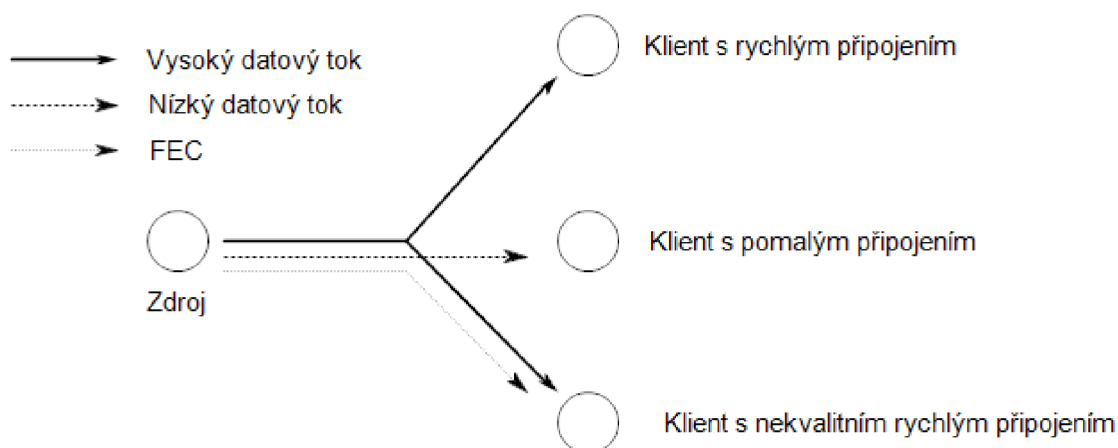 Vysoký datový tok
Nízký datový tok
FEC
Zdroj
Klient s rychlým připojením
Klient s pomalým připojením
Klient s nekvalitním rychlým připojením